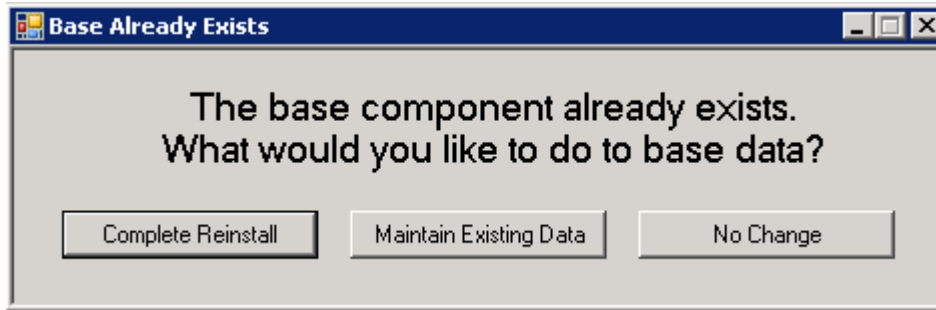 Base Already Exists
The base component already exists.
What would you like to do to base data?
Complete Reinstall
Maintain Existing Data
No Change